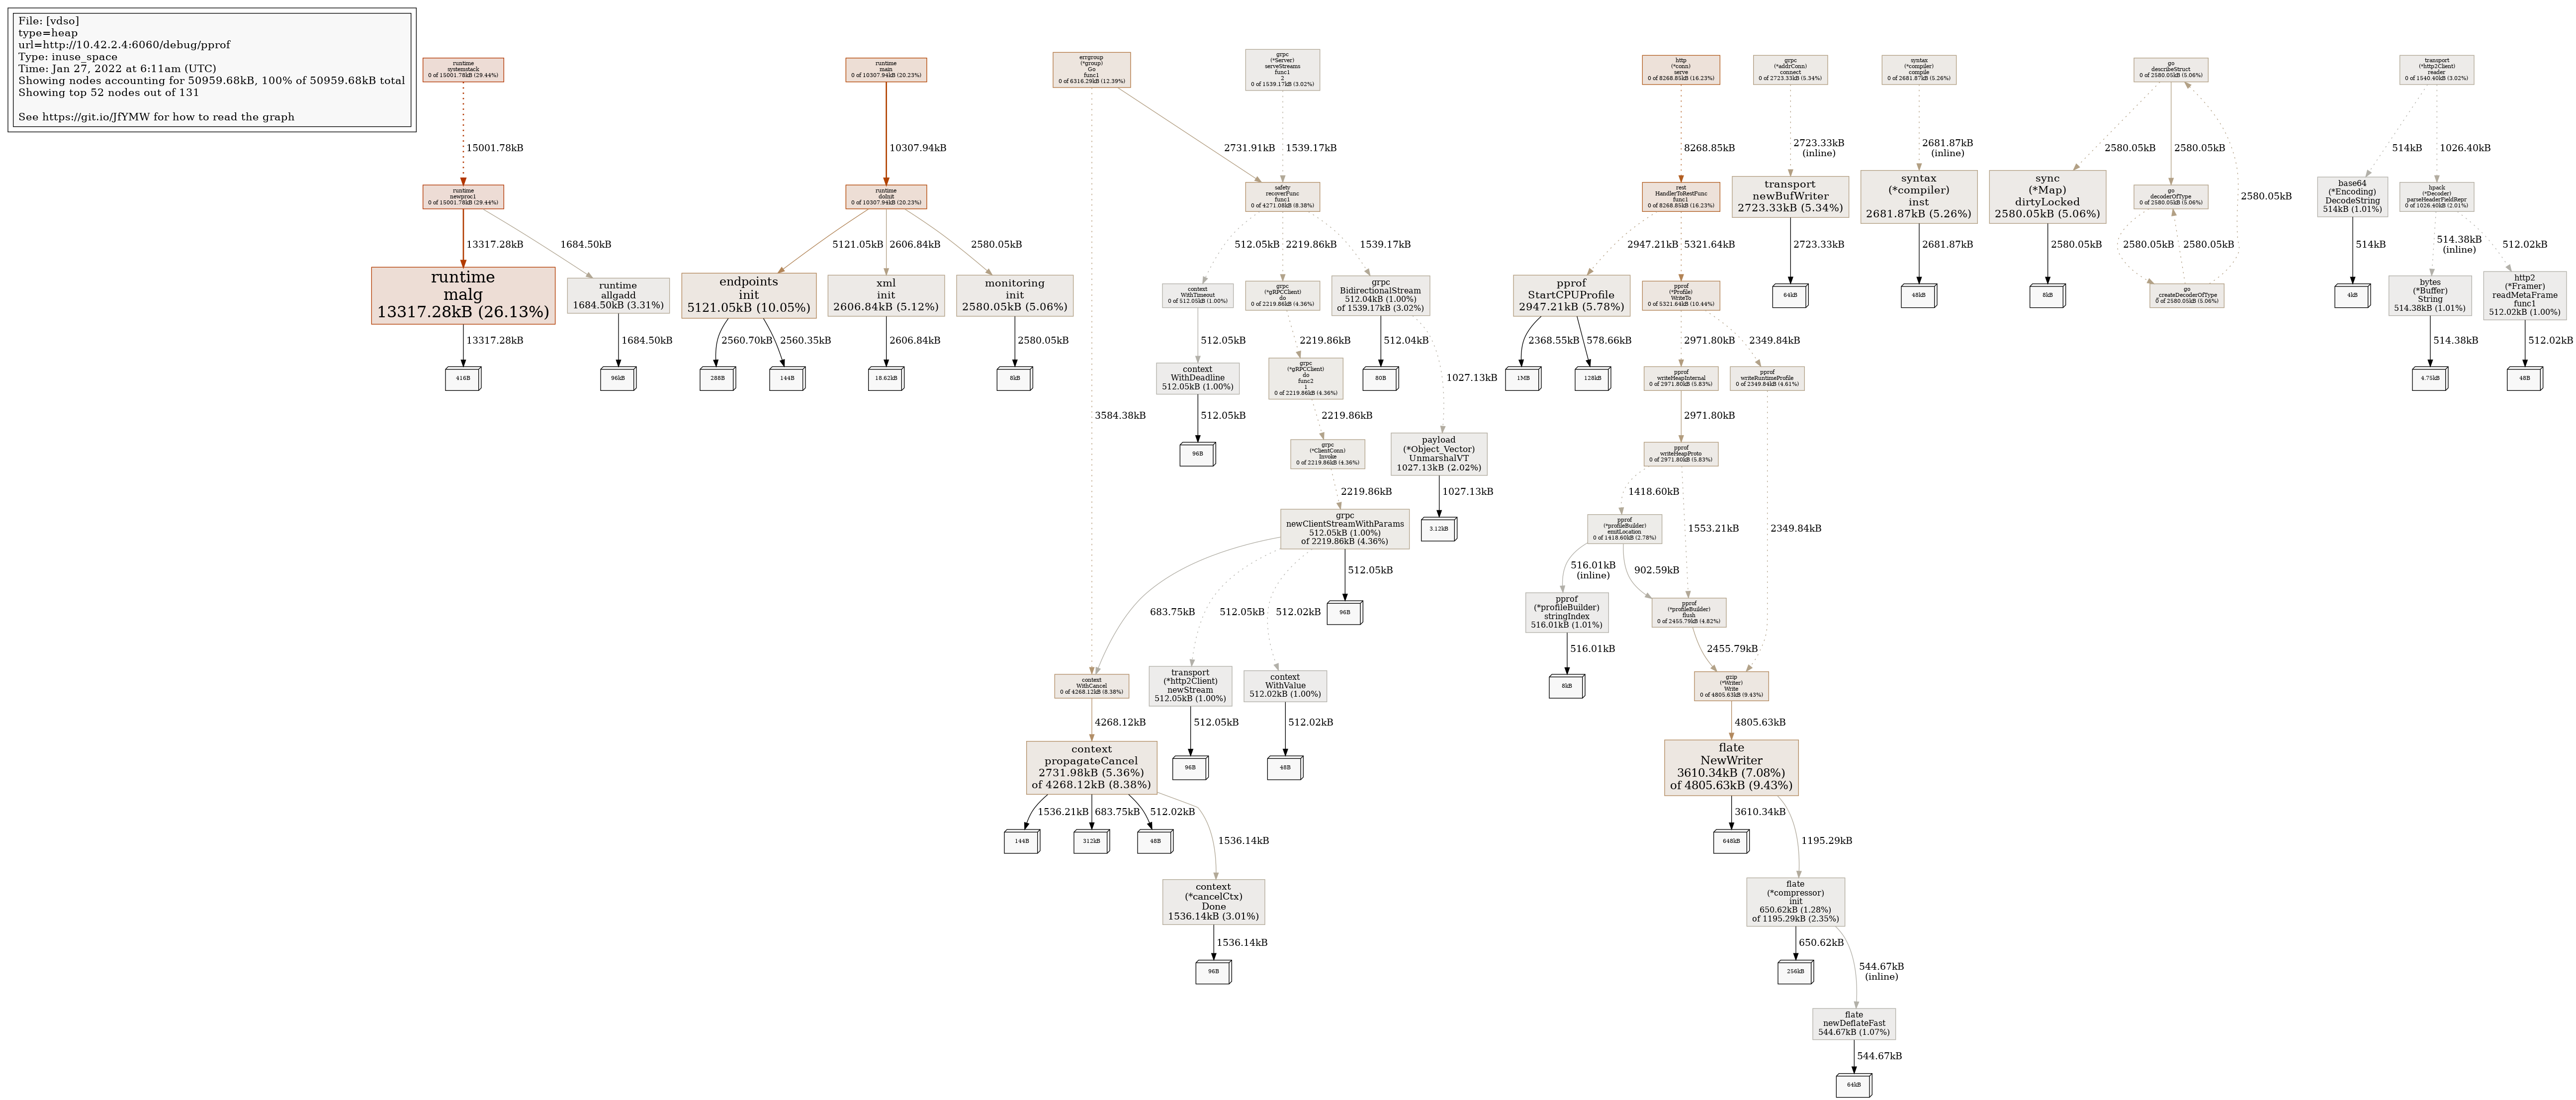 File: [vdso]
type=heap
url=http://10.42.2.4:6060/debug/pprof
Type: inuse_space
Time: Jan 27, 2022 at 6:11am (UTC)
Showing nodes accounting for 50959.68kB, 100% of 50959.68kB total
Showing top 52 nodes out of 131
See https://git.io/JfYMW for how to read the graph
runtime
systemstack
0 of 15001.78kB (29.44%)
15001.78kB
runtime
newproc1
0 of 15001.78kB (29.44%)
13317.28kB
1684.50kB
runtime
malg
13317.28kB (26.13%)
13317.28kB
416B
runtime
allgadd
1684.50kB (3.31%)
1684.50kB
96kB
runtime
main
0 of 10307.94kB (20.23%)
10307.94kB
runtime
doInit
0 of 10307.94kB (20.23%)
5121.05kB
2606.84kB
2580.05kB
endpoints
init
5121.05kB (10.05%)
2560.70kB
2560.35kB
288B
144B
xml
init
2606.84kB (5.12%)
2606.84kB
18.62kB
monitoring
init
2580.05kB (5.06%)
2580.05kB
8kB
errgroup
(*group)
Go
func1
0 of 6316.29kB (12.39%)
3584.38kB
2731.91kB
grpc
(*Server)
serveStreams
func1
2
0 of 1539.17kB (3.02%)
1539.17kB
safety
recoverFunc
func1
0 of 4271.08kB (8.38%)
512.05kB
2219.86kB
1539.17kB
context
WithTimeout
0 of 512.05kB (1.00%)
512.05kB
context
WithDeadline
512.05kB (1.00%)
512.05kB
96B
grpc
(*gRPCClient)
do
0 of 2219.86kB (4.36%)
2219.86kB
grpc
(*gRPCClient)
do
func2
1
0 of 2219.86kB (4.36%)
2219.86kB
grpc
(*ClientConn)
Invoke
0 of 2219.86kB (4.36%)
2219.86kB
grpc
BidirectionalStream
512.04kB (1.00%)
of 1539.17kB (3.02%)
512.04kB
80B
1027.13kB
payload
(*Object_Vector)
UnmarshalVT
1027.13kB (2.02%)
1027.13kB
3.12kB
grpc
newClientStreamWithParams
512.05kB (1.00%)
of 2219.86kB (4.36%)
683.75kB
512.05kB
512.02kB
512.05kB
96B
context
WithCancel
0 of 4268.12kB (8.38%)
4268.12kB
transport
(*http2Client)
newStream
512.05kB (1.00%)
512.05kB
96B
context
WithValue
512.02kB (1.00%)
512.02kB
48B
context
propagateCancel
2731.98kB (5.36%)
of 4268.12kB (8.38%)
1536.21kB
683.75kB
512.02kB
1536.14kB
144B
312kB
48B
context
(*cancelCtx)
Done
1536.14kB (3.01%)
1536.14kB
96B
http
(*conn)
serve
0 of 8268.85kB (16.23%)
8268.85kB
rest
HandlerToRestFunc
func1
0 of 8268.85kB (16.23%)
2947.21kB
5321.64kB
pprof
StartCPUProfile
2947.21kB (5.78%)
2368.55kB
578.66kB
1MB
128kB
pprof
(*Profile)
WriteTo
0 of 5321.64kB (10.44%)
2971.80kB
2349.84kB
pprof
writeHeapInternal
0 of 2971.80kB (5.83%)
2971.80kB
pprof
writeRuntimeProfile
0 of 2349.84kB (4.61%)
2349.84kB
pprof
writeHeapProto
0 of 2971.80kB (5.83%)
1418.60kB
1553.21kB
pprof
(*profileBuilder)
emitLocation
0 of 1418.60kB (2.78%)
516.01kB
(inline)
902.59kB
pprof
(*profileBuilder)
stringIndex
516.01kB (1.01%)
516.01kB
8kB
pprof
(*profileBuilder)
flush
0 of 2455.79kB (4.82%)
2455.79kB
gzip
(*Writer)
Write
0 of 4805.63kB (9.43%)
4805.63kB
flate
NewWriter
3610.34kB (7.08%)
of 4805.63kB (9.43%)
3610.34kB
1195.29kB
648kB
flate
(*compressor)
init
650.62kB (1.28%)
of 1195.29kB (2.35%)
650.62kB
544.67kB
(inline)
256kB
flate
newDeflateFast
544.67kB (1.07%)
544.67kB
64kB
grpc
(*addrConn)
connect
0 of 2723.33kB (5.34%)
2723.33kB
(inline)
transport
newBufWriter
2723.33kB (5.34%)
2723.33kB
64kB
syntax
(*compiler)
compile
0 of 2681.87kB (5.26%)
2681.87kB
(inline)
syntax
(*compiler)
inst
2681.87kB (5.26%)
2681.87kB
48kB
go
describeStruct
0 of 2580.05kB (5.06%)
2580.05kB
2580.05kB
2580.05kB
sync
(*Map)
dirtyLocked
2580.05kB (5.06%)
2580.05kB
8kB
go
decoderOfType
0 of 2580.05kB (5.06%)
2580.05kB
2580.05kB
go
createDecoderOfType
0 of 2580.05kB (5.06%)
transport
(*http2Client)
reader
0 of 1540.40kB (3.02%)
514kB
1026.40kB
base64
(*Encoding)
DecodeString
514kB (1.01%)
514kB
4kB
hpack
(*Decoder)
parseHeaderFieldRepr
0 of 1026.40kB (2.01%)
514.38kB
(inline)
512.02kB
bytes
(*Buffer)
String
514.38kB (1.01%)
514.38kB
4.75kB
http2
(*Framer)
readMetaFrame
func1
512.02kB (1.00%)
512.02kB
48B